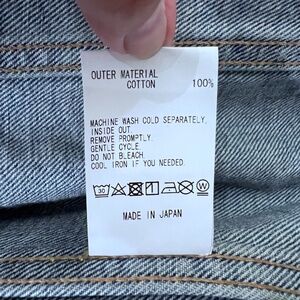 OUTER MATERIAL
COTTON 100%
MACHINE WASH COLD SEPARATELY,
INSIDE OUT.
REMOVE PROMPTLY.
GENTLE CYCLE.
DO NOT BLEACH.
COOL IRON IF YOU NEEDED.
30 W
MADE IN JAPAN